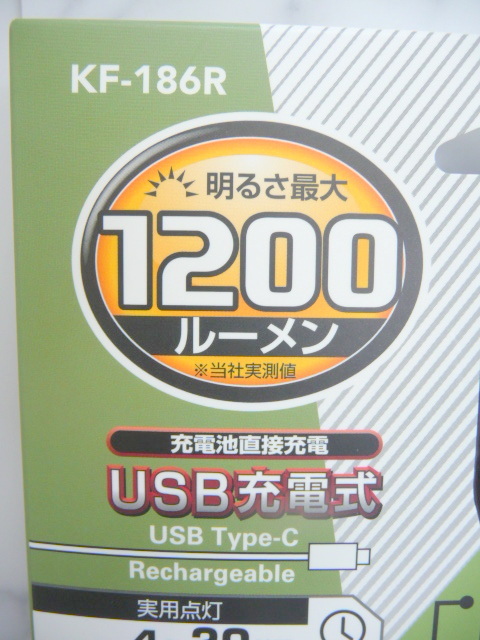 KF-186R
明るさ最大
1200
ルーメン
※当社実測値
充電池直接充電
USB充電式
USB Type-C
Rechargeable
実用点灯